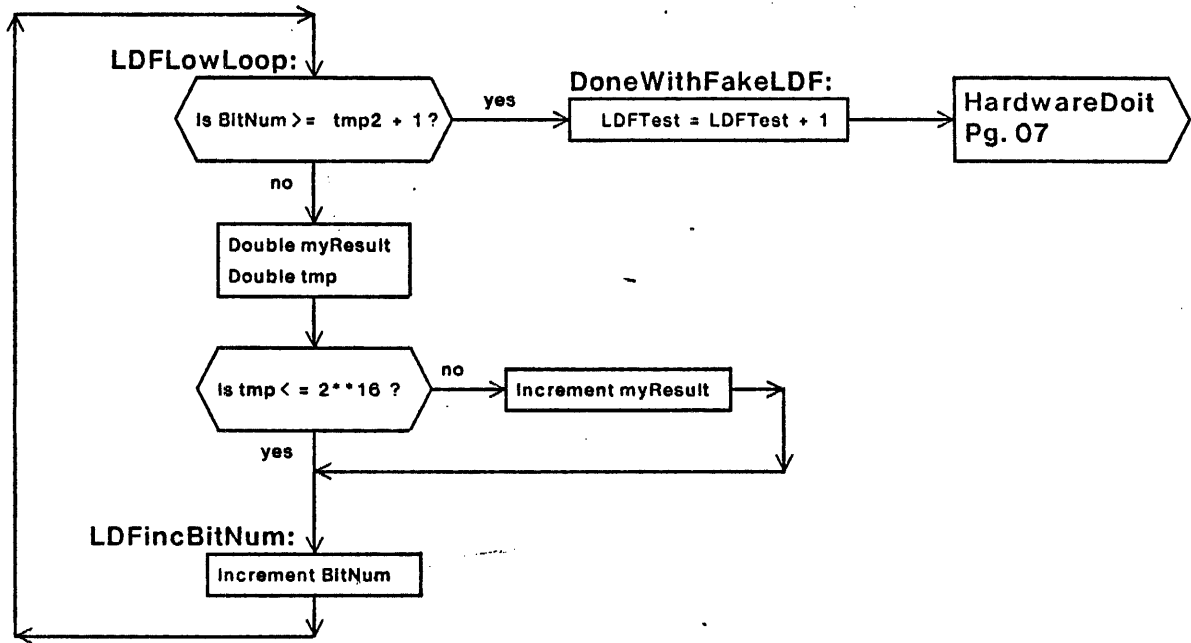 LDFLowLoop:
Is BitNum >= tmp2 + 1 ?
yes
DoneWithFakeLDF:
LDFTest = LDFTest + 1
HardwareDoit
Pg. 07
no
Double myResult
Double tmp
Is tmp < = 2**16 ?
no
Increment myResult
yes
LDFincBitNum:
Increment BitNum